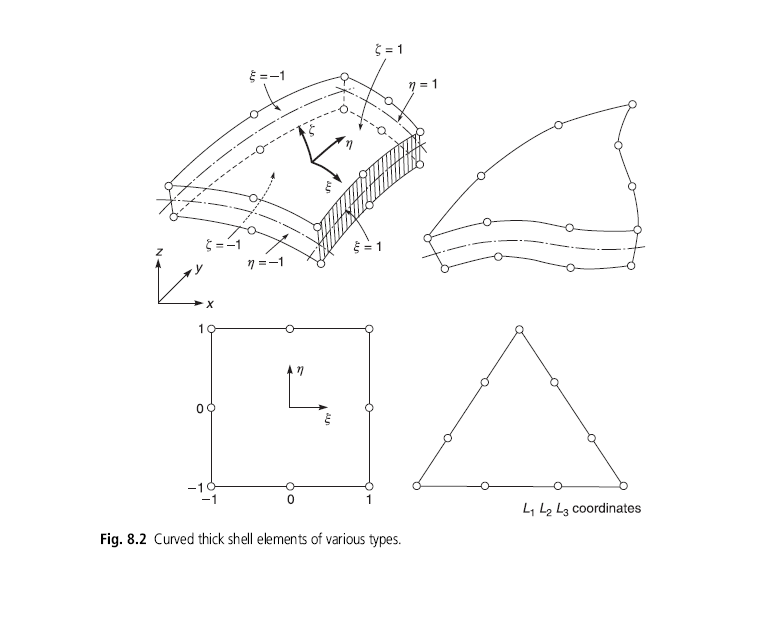 ζ = 1
ξ = −1
η = 1
ζ
η
ξ
ζ = −1
ξ = 1
η = −1
z
y
x
1
η
0
ξ
−1
−1 0 1
L₁ L₂ L₃ coordinates
Fig. 8.2 Curved thick shell elements of various types.